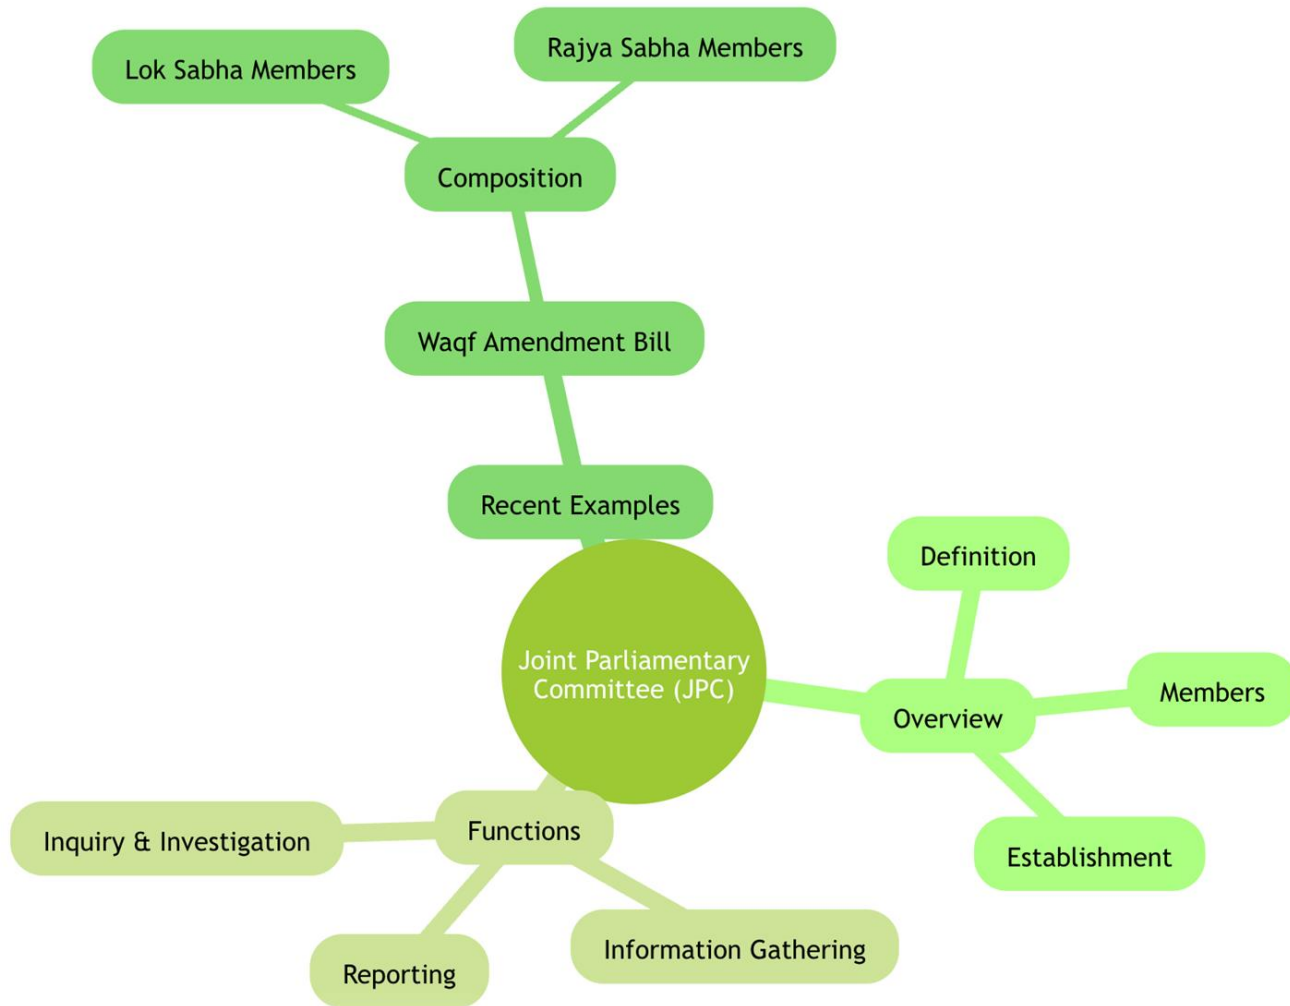 Rajya Sabha Members
Lok Sabha Members
Composition
Waqf Amendment Bill
Recent Examples
Definition
Joint Parliamentary
Committee (JPC)
Members
Overview
Functions
Inquiry & Investigation
Establishment
Information Gathering
Reporting